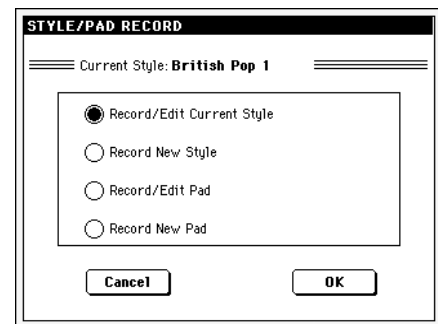 STYLE/PAD RECORD
Current Style: British Pop 1
Record/Edit Current Style
Record New Style
Record/Edit Pad
Record New Pad
Cancel OK